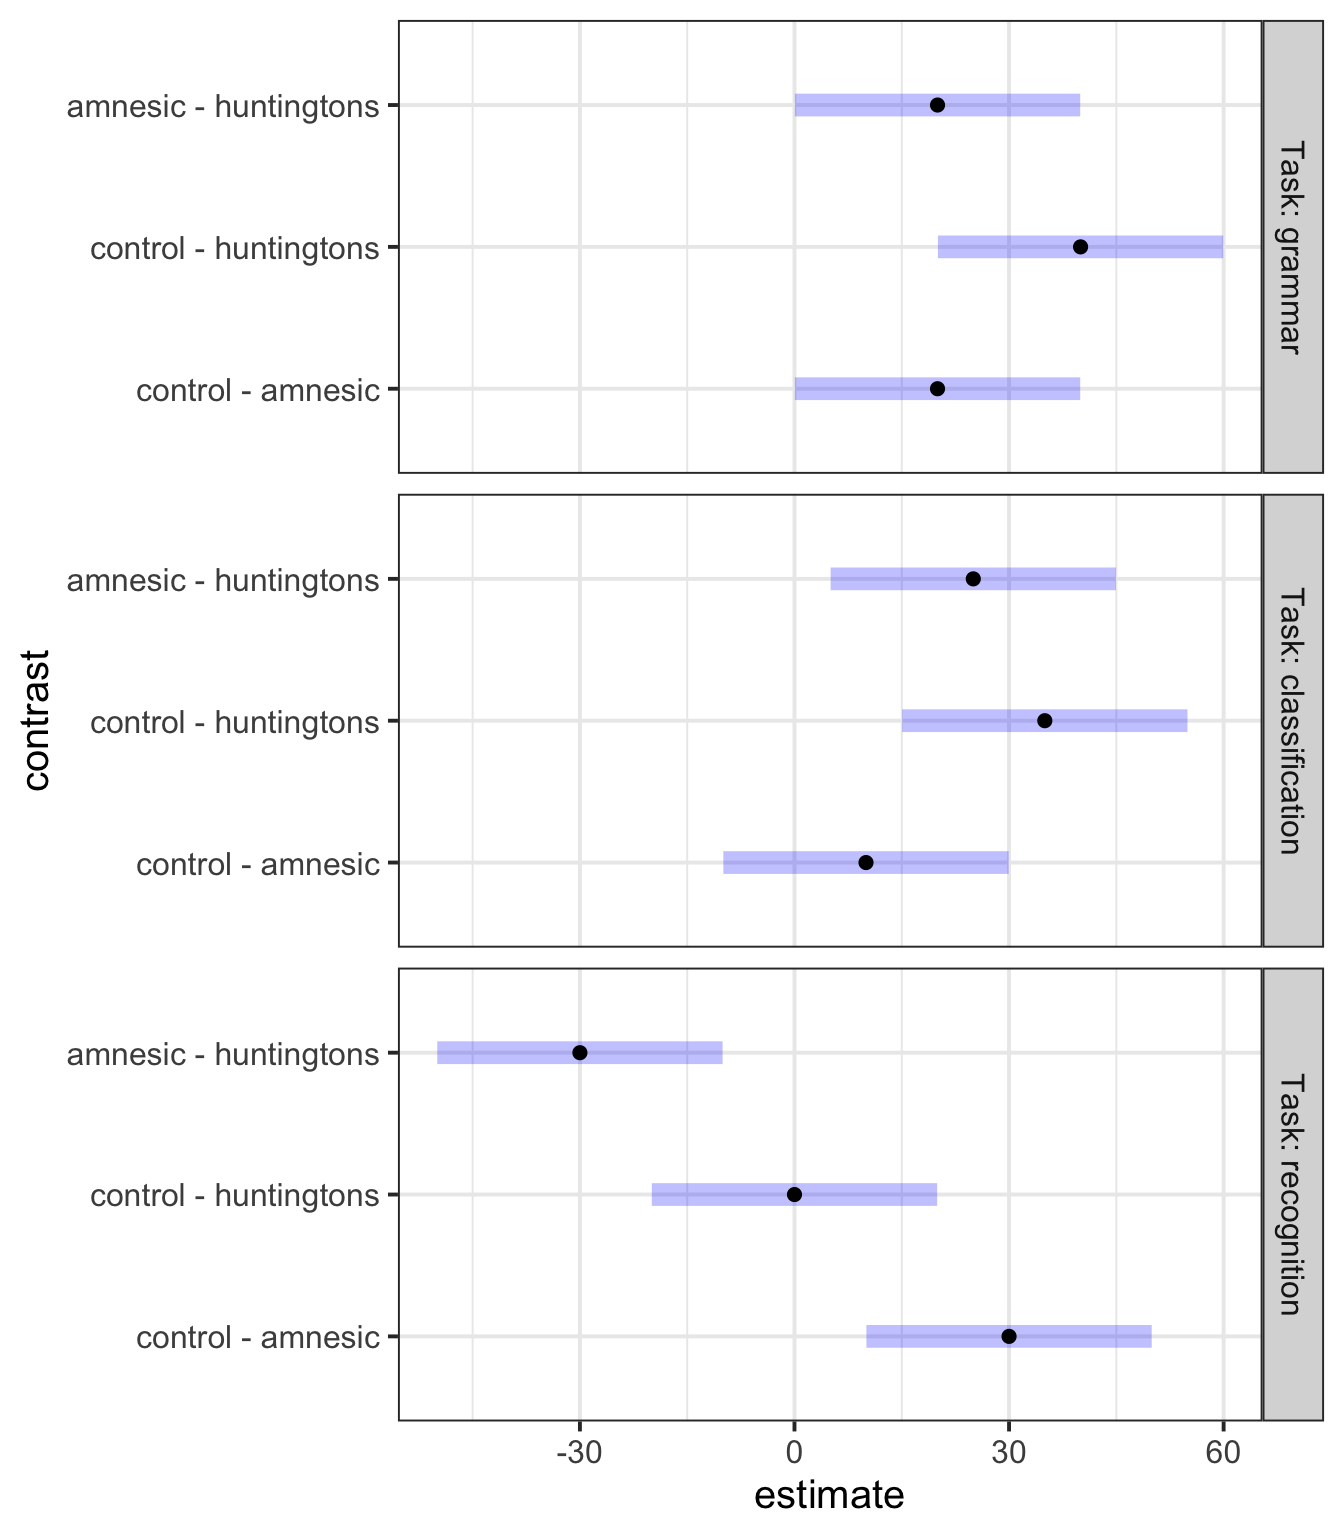 amnesic - huntingtons
control - huntingtons
control - amnesic
Task: grammar
amnesic - huntingtons
control - huntingtons
control - amnesic
Task: classification
contrast
amnesic - huntingtons
control - huntingtons
control - amnesic
Task: recognition
-30 0 30 60
estimate